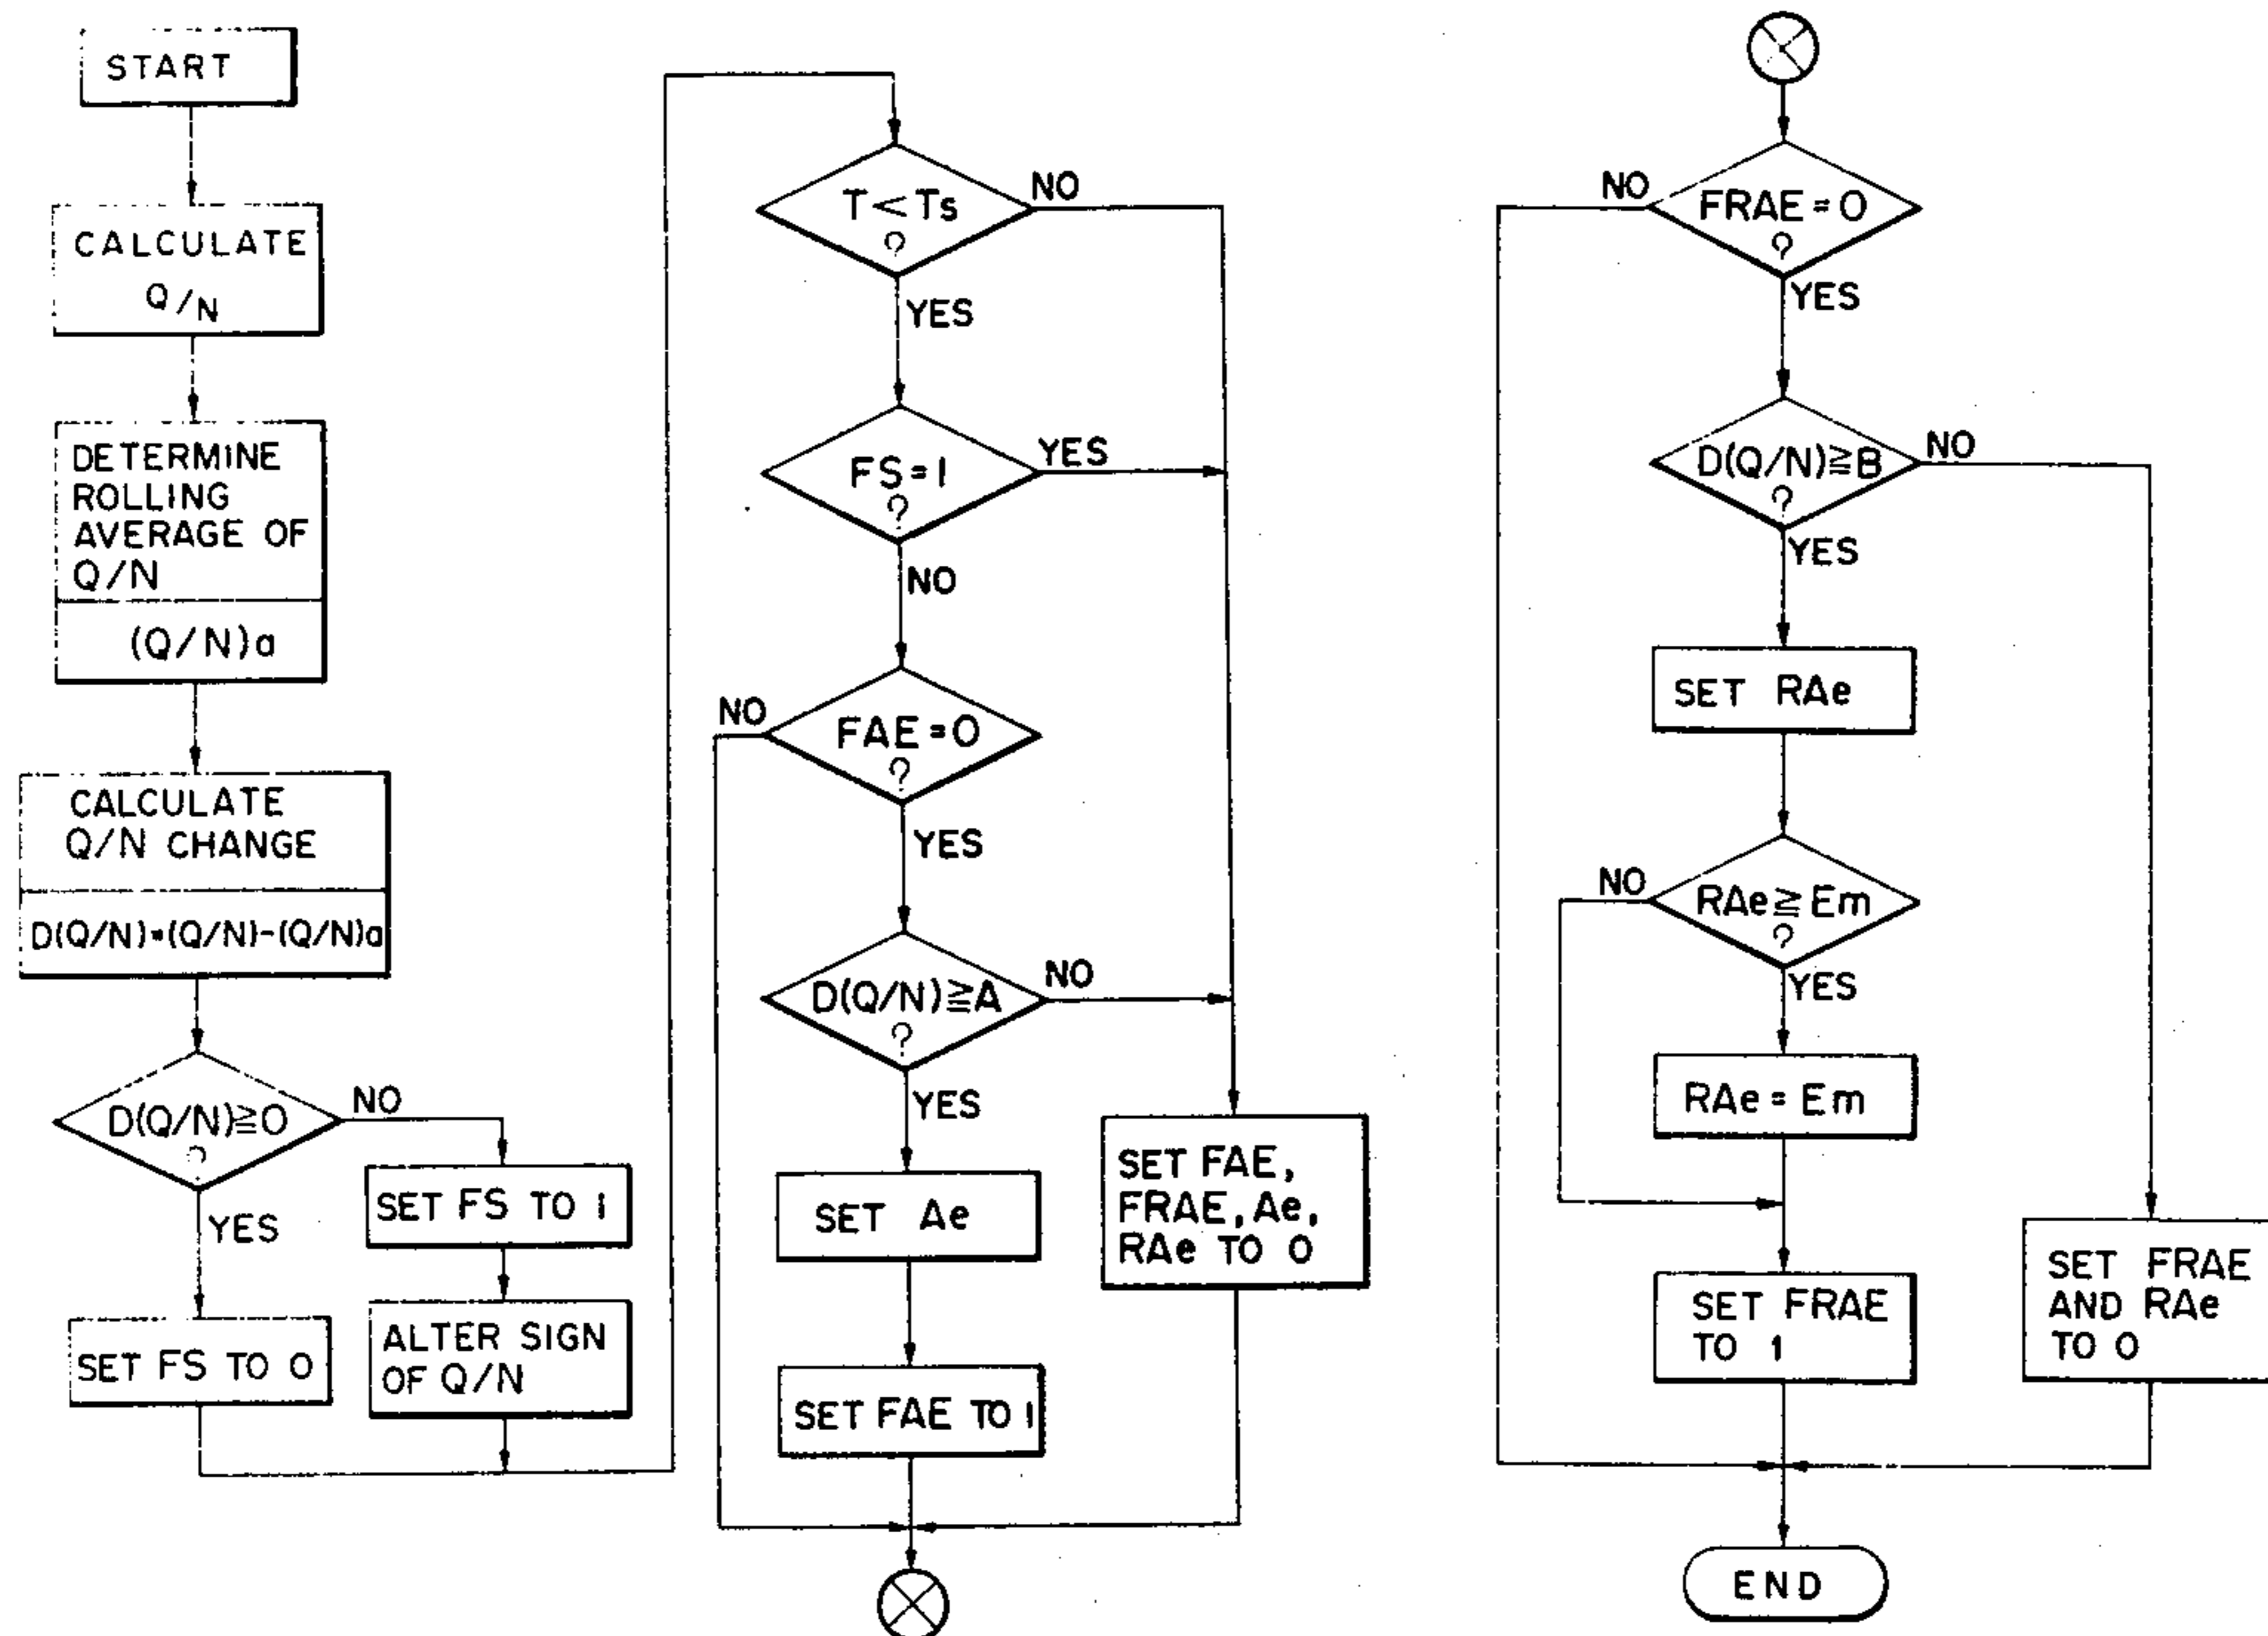 START
CALCULATE
Q/N
DETERMINE
ROLLING
AVERAGE OF
Q/N
(Q/N)a
CALCULATE
Q/N CHANGE
D(Q/N)=(Q/N)-(Q/N)a
D(Q/N)≧0
?
NO
YES
SET FS TO 1
SET FS TO 0
ALTER SIGN
OF Q/N
T<Ts
?
NO
YES
FS=1
?
YES
NO
FAE=0
?
NO
YES
D(Q/N)≧A
?
NO
YES
SET Ae
SET FAE,
FRAE, Ae,
RAe TO 0
SET FAE TO 1
FRAE=0
?
NO
YES
D(Q/N)≧B
?
NO
YES
SET RAe
RAe≧Em
?
NO
YES
RAe=Em
SET FRAE
TO 1
SET FRAE
AND RAe
TO 0
END